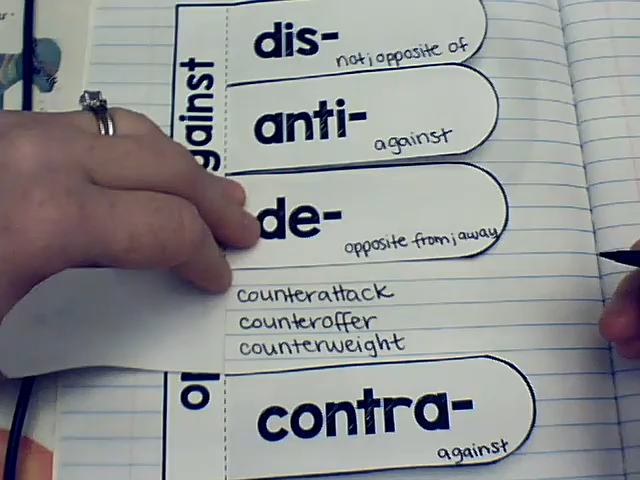 dis-
not; opposite of
anti-
against
de-
opposite from; away
counterattack
counteroffer
counterweight
contra-
against